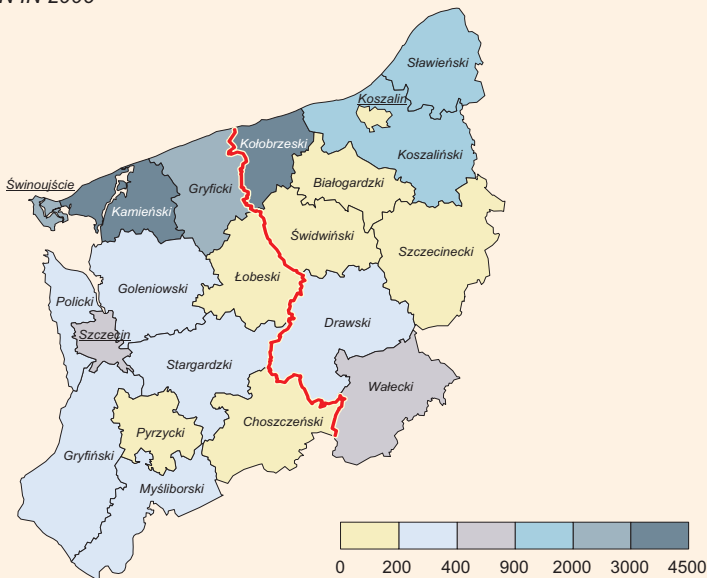 Sławieński
Koszalin
Kołobrzeski
Koszaliński
Białogardzki
Świnoujście
Gryficki
Kamieński
Świdwiński
Szczecinecki
Łobeski
Goleniowski
Policki
Drawski
Szczecin
Stargardzki
Wałecki
Choszczeński
Pyrzycki
Gryfiński
Myśliborski
0 200 400 900 2000 3000 4500